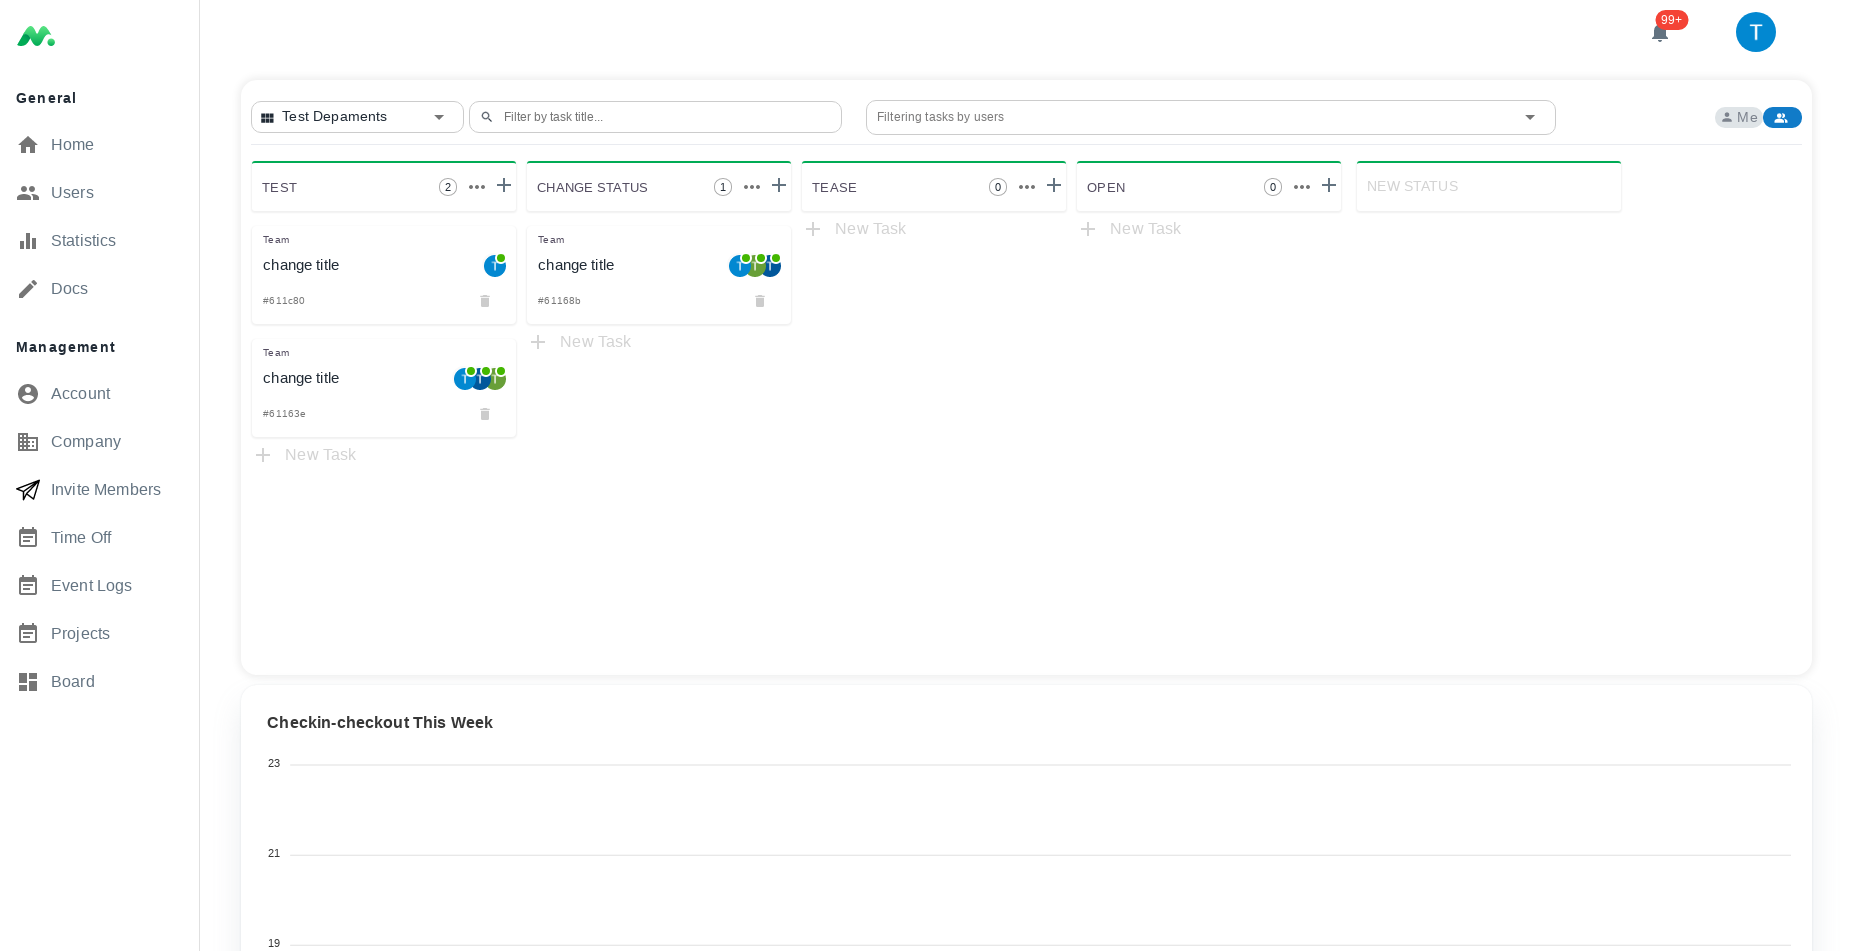 99+
T
General
Home
Users
Statistics
Docs
Management
Account
Company
Invite Members
Time Off
Event Logs
Projects
Board
Test Depaments
Filter by task title...
Filtering tasks by users
Me
TEST
2
CHANGE STATUS
1
TEASE
0
OPEN
0
NEW STATUS
Team
change title
T
#611c80
Team
change title
T T T
#61163e
New Task
Team
change title
T T T
#61168b
New Task
New Task
New Task
Checkin-checkout This Week
23
21
19